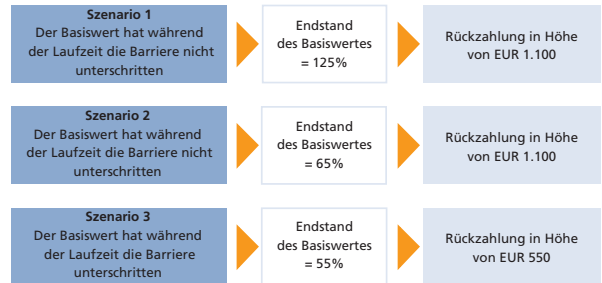 Szenario 1
Der Basiswert hat während
der Laufzeit die Barriere nicht
unterschritten
Endstand
des Basiswertes
= 125%
Rückzahlung in Höhe
von EUR 1.100
Szenario 2
Der Basiswert hat während
der Laufzeit die Barriere nicht
unterschritten
Endstand
des Basiswertes
= 65%
Rückzahlung in Höhe
von EUR 1.100
Szenario 3
Der Basiswert hat während
der Laufzeit die Barriere
unterschritten
Endstand
des Basiswertes
= 55%
Rückzahlung in Höhe
von EUR 550